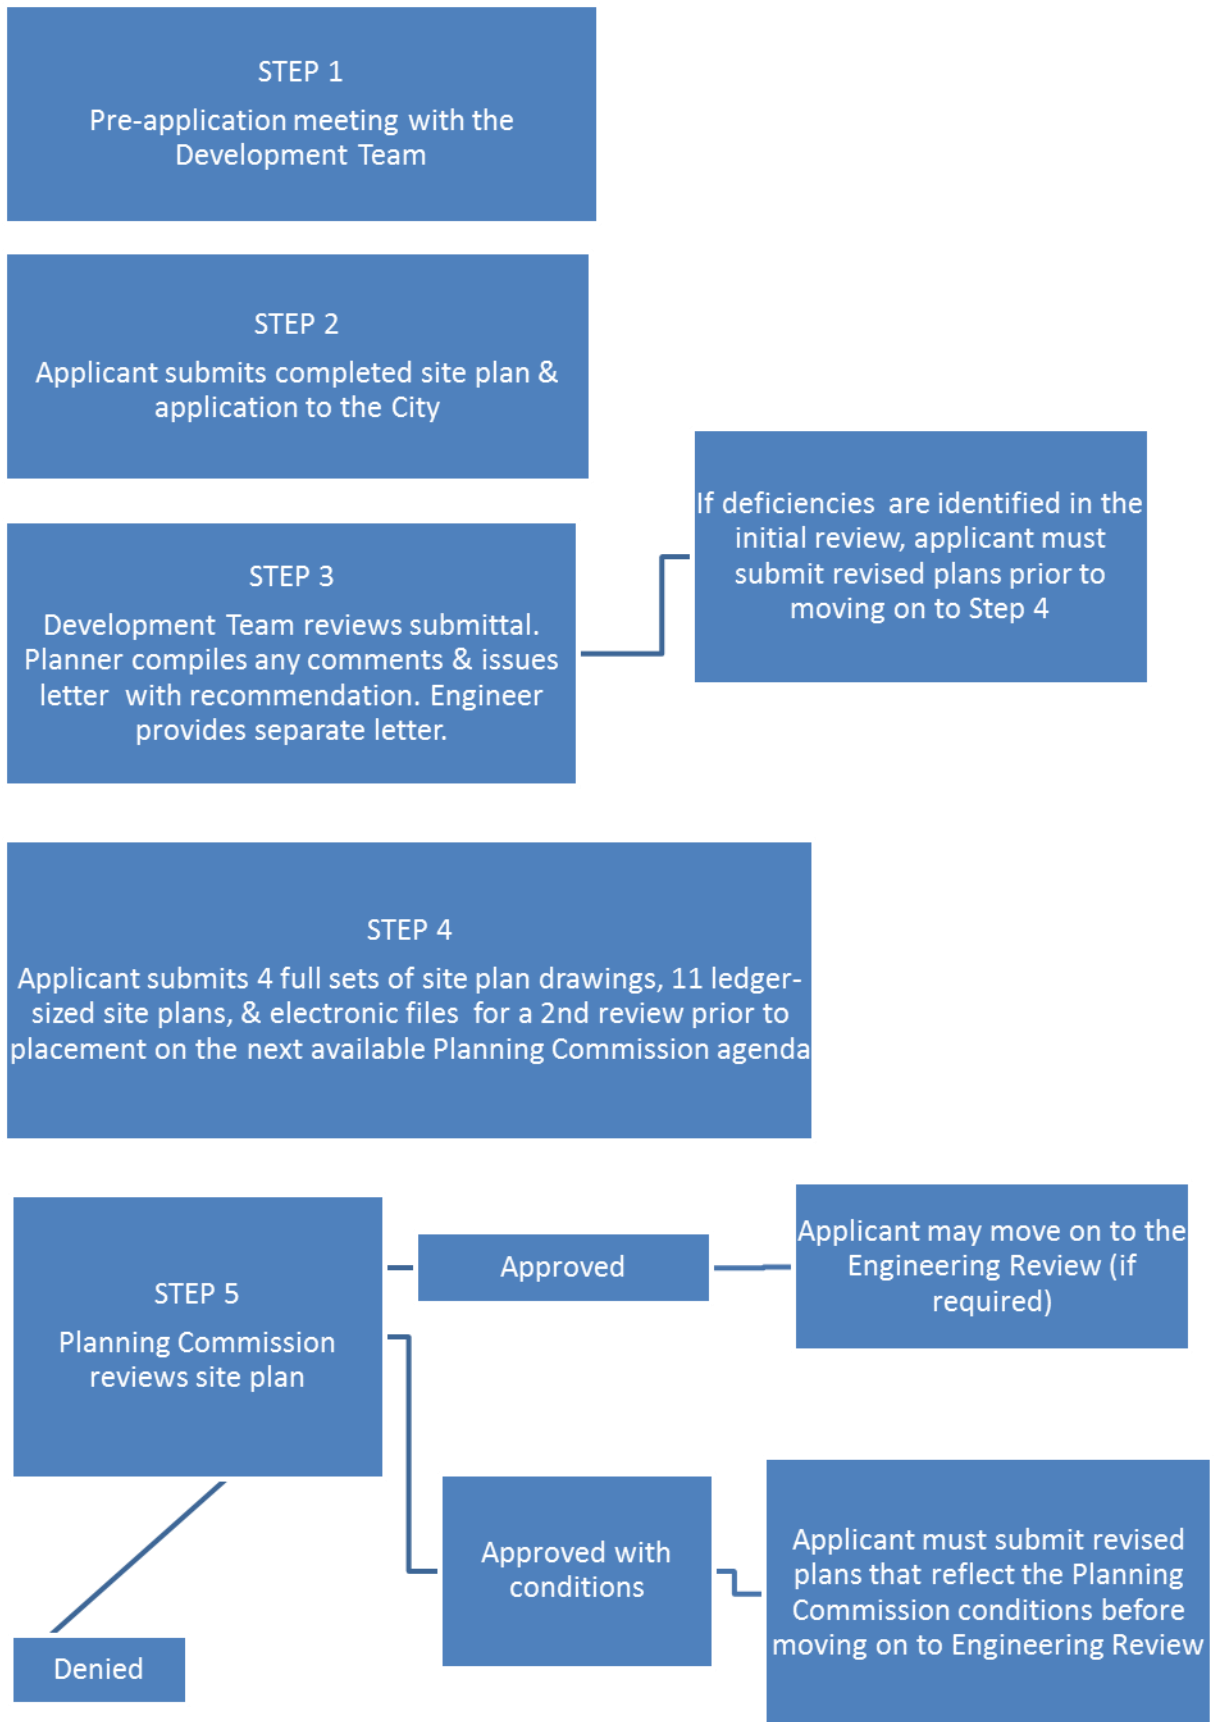 STEP 1
Pre-application meeting with the
Development Team
STEP 2
Applicant submits completed site plan &
application to the City
If deficiencies are identified in the
initial review, applicant must
submit revised plans prior to
moving on to Step 4
STEP 3
Development Team reviews submittal.
Planner compiles any comments & issues
letter with recommendation. Engineer
provides separate letter.
STEP 4
Applicant submits 4 full sets of site plan drawings, 11 ledger-
sized site plans, & electronic files for a 2nd review prior to
placement on the next available Planning Commission agenda
STEP 5
Planning Commission
reviews site plan
Approved
Applicant may move on to the
Engineering Review (if
required)
Approved with
conditions
Applicant must submit revised
plans that reflect the Planning
Commission conditions before
moving on to Engineering Review
Denied